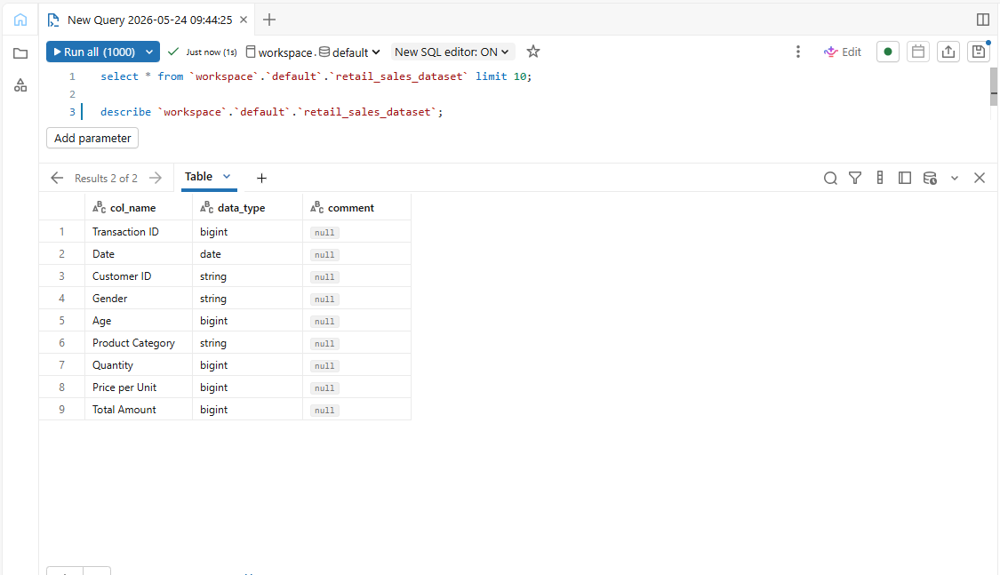 New Query 2026-05-24 09:44:25
Run all (1000) Just now (1s) workspace. default New SQL editor: ON Edit
1 select * from `workspace`.`default`.`retail_sales_dataset` limit 10;
2
3 describe `workspace`.`default`.`retail_sales_dataset`;
Add parameter
Results 2 of 2 Table
col_name data_type comment
1 Transaction ID bigint null
2 Date date null
3 Customer ID string null
4 Gender string null
5 Age bigint null
6 Product Category string null
7 Quantity bigint null
8 Price per Unit bigint null
9 Total Amount bigint null